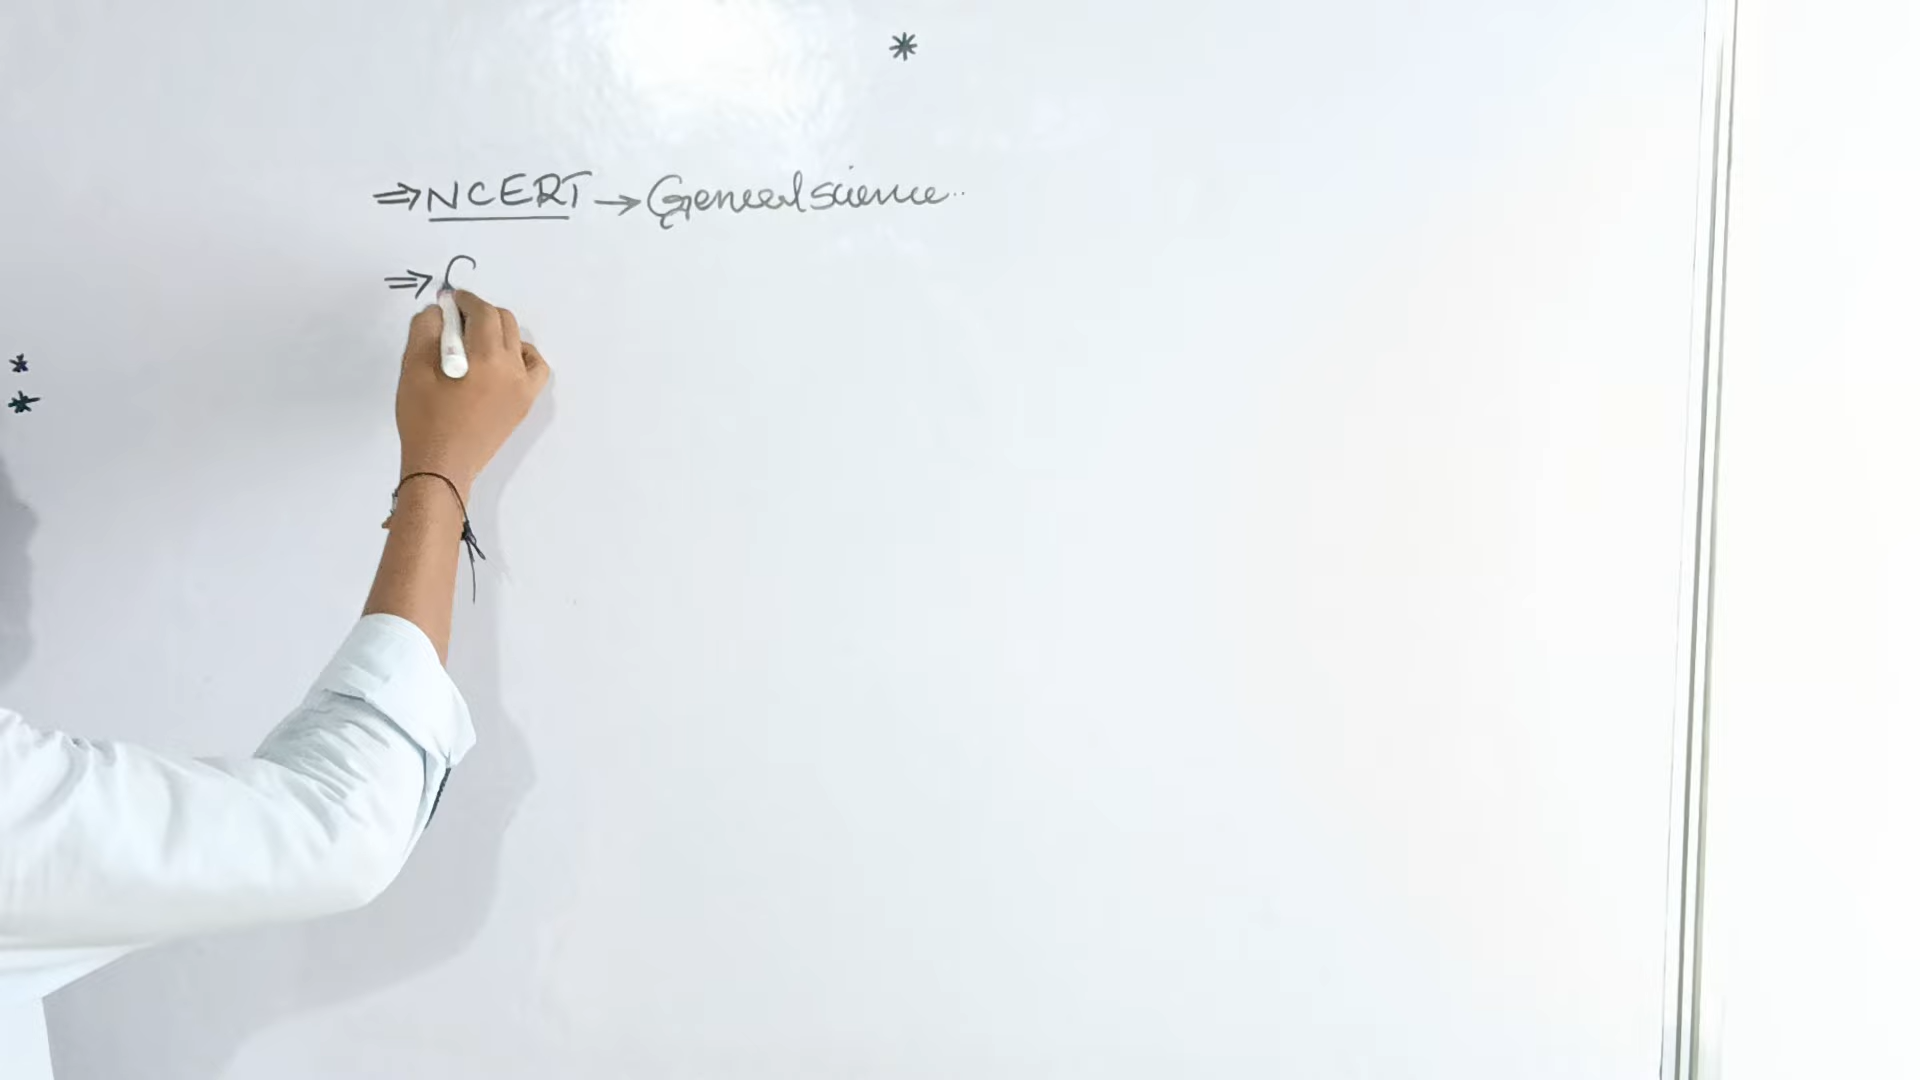 *
⇒ NCERT → General science..
*
⇒ C
*